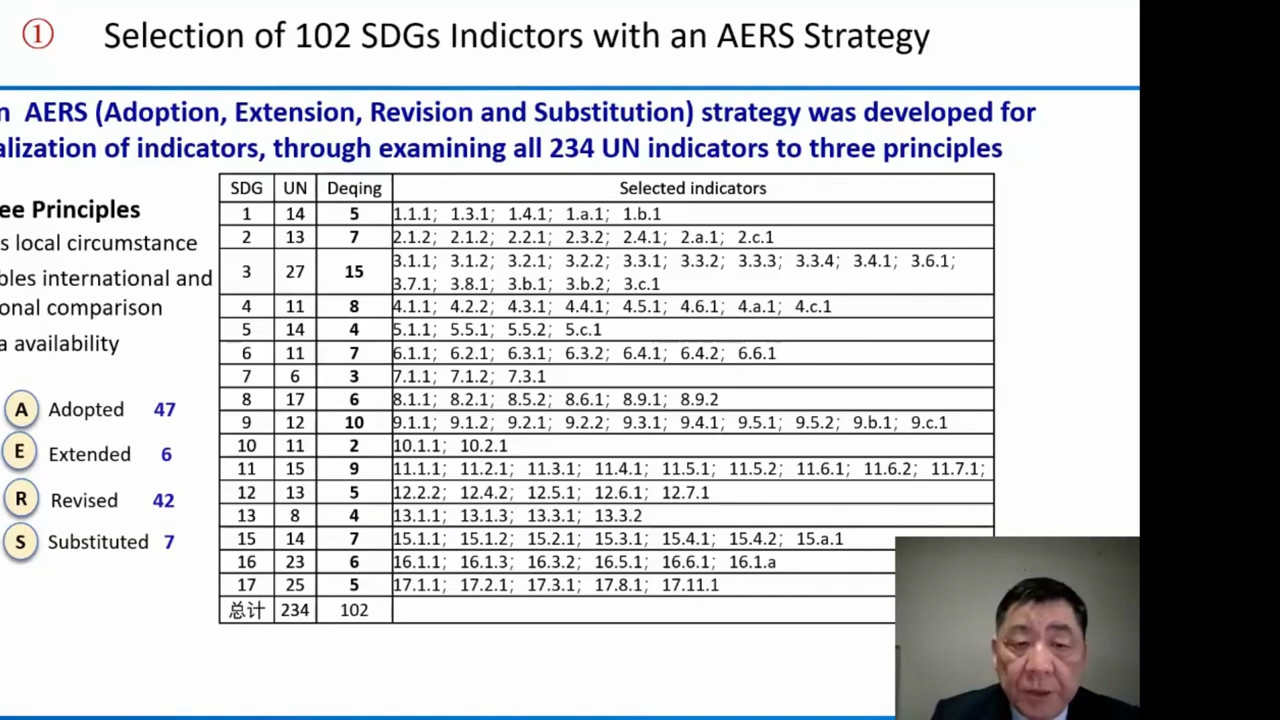 ① Selection of 102 SDGs Indictors with an AERS Strategy
n AERS (Adoption, Extension, Revision and Substitution) strategy was developed for
alization of indicators, through examining all 234 UN indicators to three principles
ee Principles
s local circumstance
bles international and
onal comparison
a availability
A Adopted 47
E Extended 6
R Revised 42
S Substituted 7
SDG UN Deqing Selected indicators
1 14 5 1.1.1; 1.3.1; 1.4.1; 1.a.1; 1.b.1
2 13 7 2.1.2; 2.1.2; 2.2.1; 2.3.2; 2.4.1; 2.a.1; 2.c.1
3 27 15 3.1.1; 3.1.2; 3.2.1; 3.2.2; 3.3.1; 3.3.2; 3.3.3; 3.3.4; 3.4.1; 3.6.1;
3.7.1; 3.8.1; 3.b.1; 3.b.2; 3.c.1
4 11 8 4.1.1; 4.2.2; 4.3.1; 4.4.1; 4.5.1; 4.6.1; 4.a.1; 4.c.1
5 14 4 5.1.1; 5.5.1; 5.5.2; 5.c.1
6 11 7 6.1.1; 6.2.1; 6.3.1; 6.3.2; 6.4.1; 6.4.2; 6.6.1
7 6 3 7.1.1; 7.1.2; 7.3.1
8 17 6 8.1.1; 8.2.1; 8.5.2; 8.6.1; 8.9.1; 8.9.2
9 12 10 9.1.1; 9.1.2; 9.2.1; 9.2.2; 9.3.1; 9.4.1; 9.5.1; 9.5.2; 9.b.1; 9.c.1
10 11 2 10.1.1; 10.2.1
11 15 9 11.1.1; 11.2.1; 11.3.1; 11.4.1; 11.5.1; 11.5.2; 11.6.1; 11.6.2; 11.7.1;
12 13 5 12.2.2; 12.4.2; 12.5.1; 12.6.1; 12.7.1
13 8 4 13.1.1; 13.1.3; 13.3.1; 13.3.2
15 14 7 15.1.1; 15.1.2; 15.2.1; 15.3.1; 15.4.1; 15.4.2; 15.a.1
16 23 6 16.1.1; 16.1.3; 16.3.2; 16.5.1; 16.6.1; 16.1.a
17 25 5 17.1.1; 17.2.1; 17.3.1; 17.8.1; 17.11.1
总计 234 102